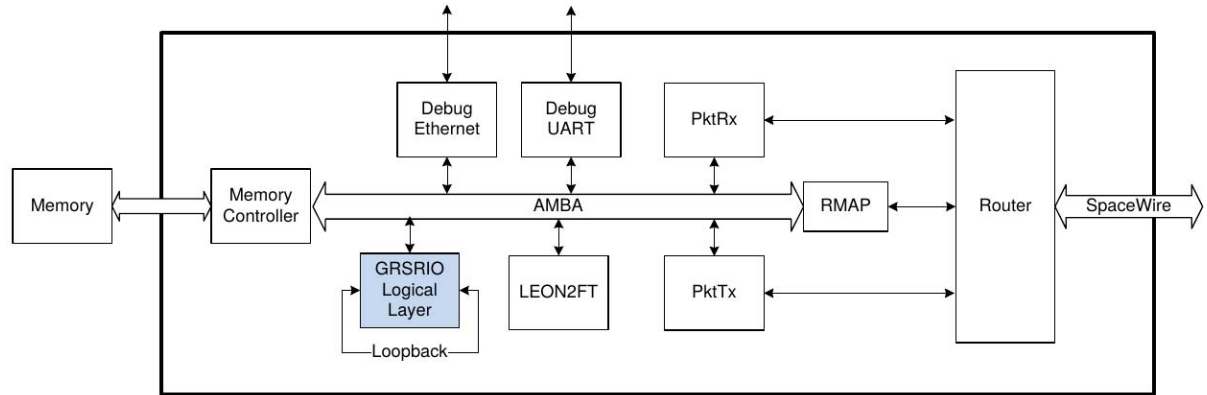 Debug
Ethernet
Debug
UART
PktRx
Memory
Memory
Controller
AMBA
RMAP
Router
SpaceWire
GRSRIO
Logical
Layer
LEON2FT
PktTx
Loopback